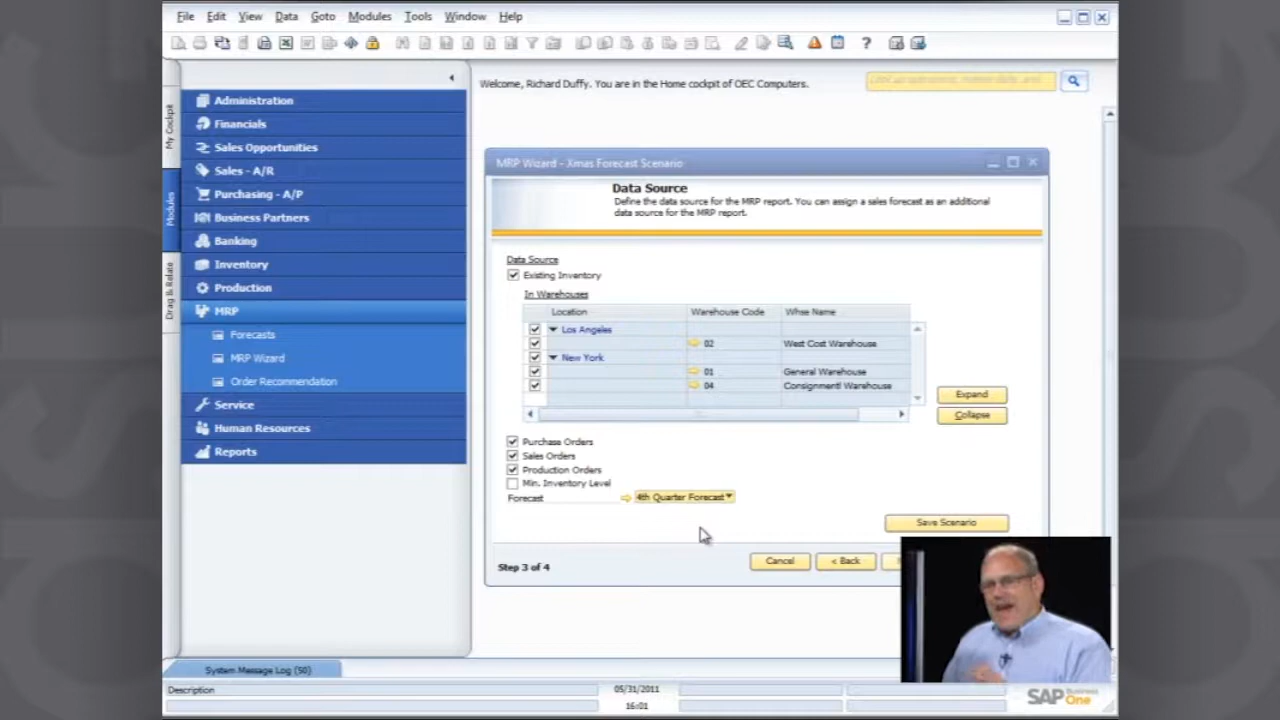 File Edit View Data Goto Modules Tools Window Help
Welcome, Richard Duffy. You are in the Home cockpit of OEC Computers.
My Cockpit
Modules
Drag & Relate
Administration
Financials
Sales Opportunities
Sales - A/R
Purchasing - A/P
Business Partners
Banking
Inventory
Production
MRP
Forecasts
MRP Wizard
Order Recommendation
Service
Human Resources
Reports
MRP Wizard - Xmas Forecast Scenario
Data Source
Define the data source for the MRP report. You can assign a sales forecast as an additional
data source for the MRP report.
Data Source
Existing Inventory
In Warehouses
Location Warehouse Code Whse Name
Los Angeles
02 West Cost Warehouse
New York
01 General Warehouse
04 Consignmentl Warehouse
Expand
Collapse
Purchase Orders
Sales Orders
Production Orders
Min. Inventory Level
Forecast 4th Quarter Forecast
Save Scenario
Step 3 of 4 Cancel < Back
System Message Log (50)
Description 05/31/2011
16:01
SAP Business One